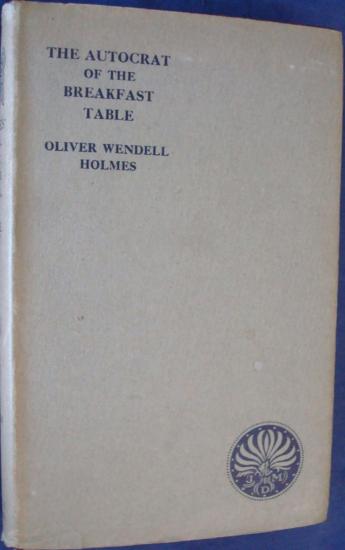 THE AUTOCRAT
OF THE
BREAKFAST
TABLE
OLIVER WENDELL
HOLMES
J M
D